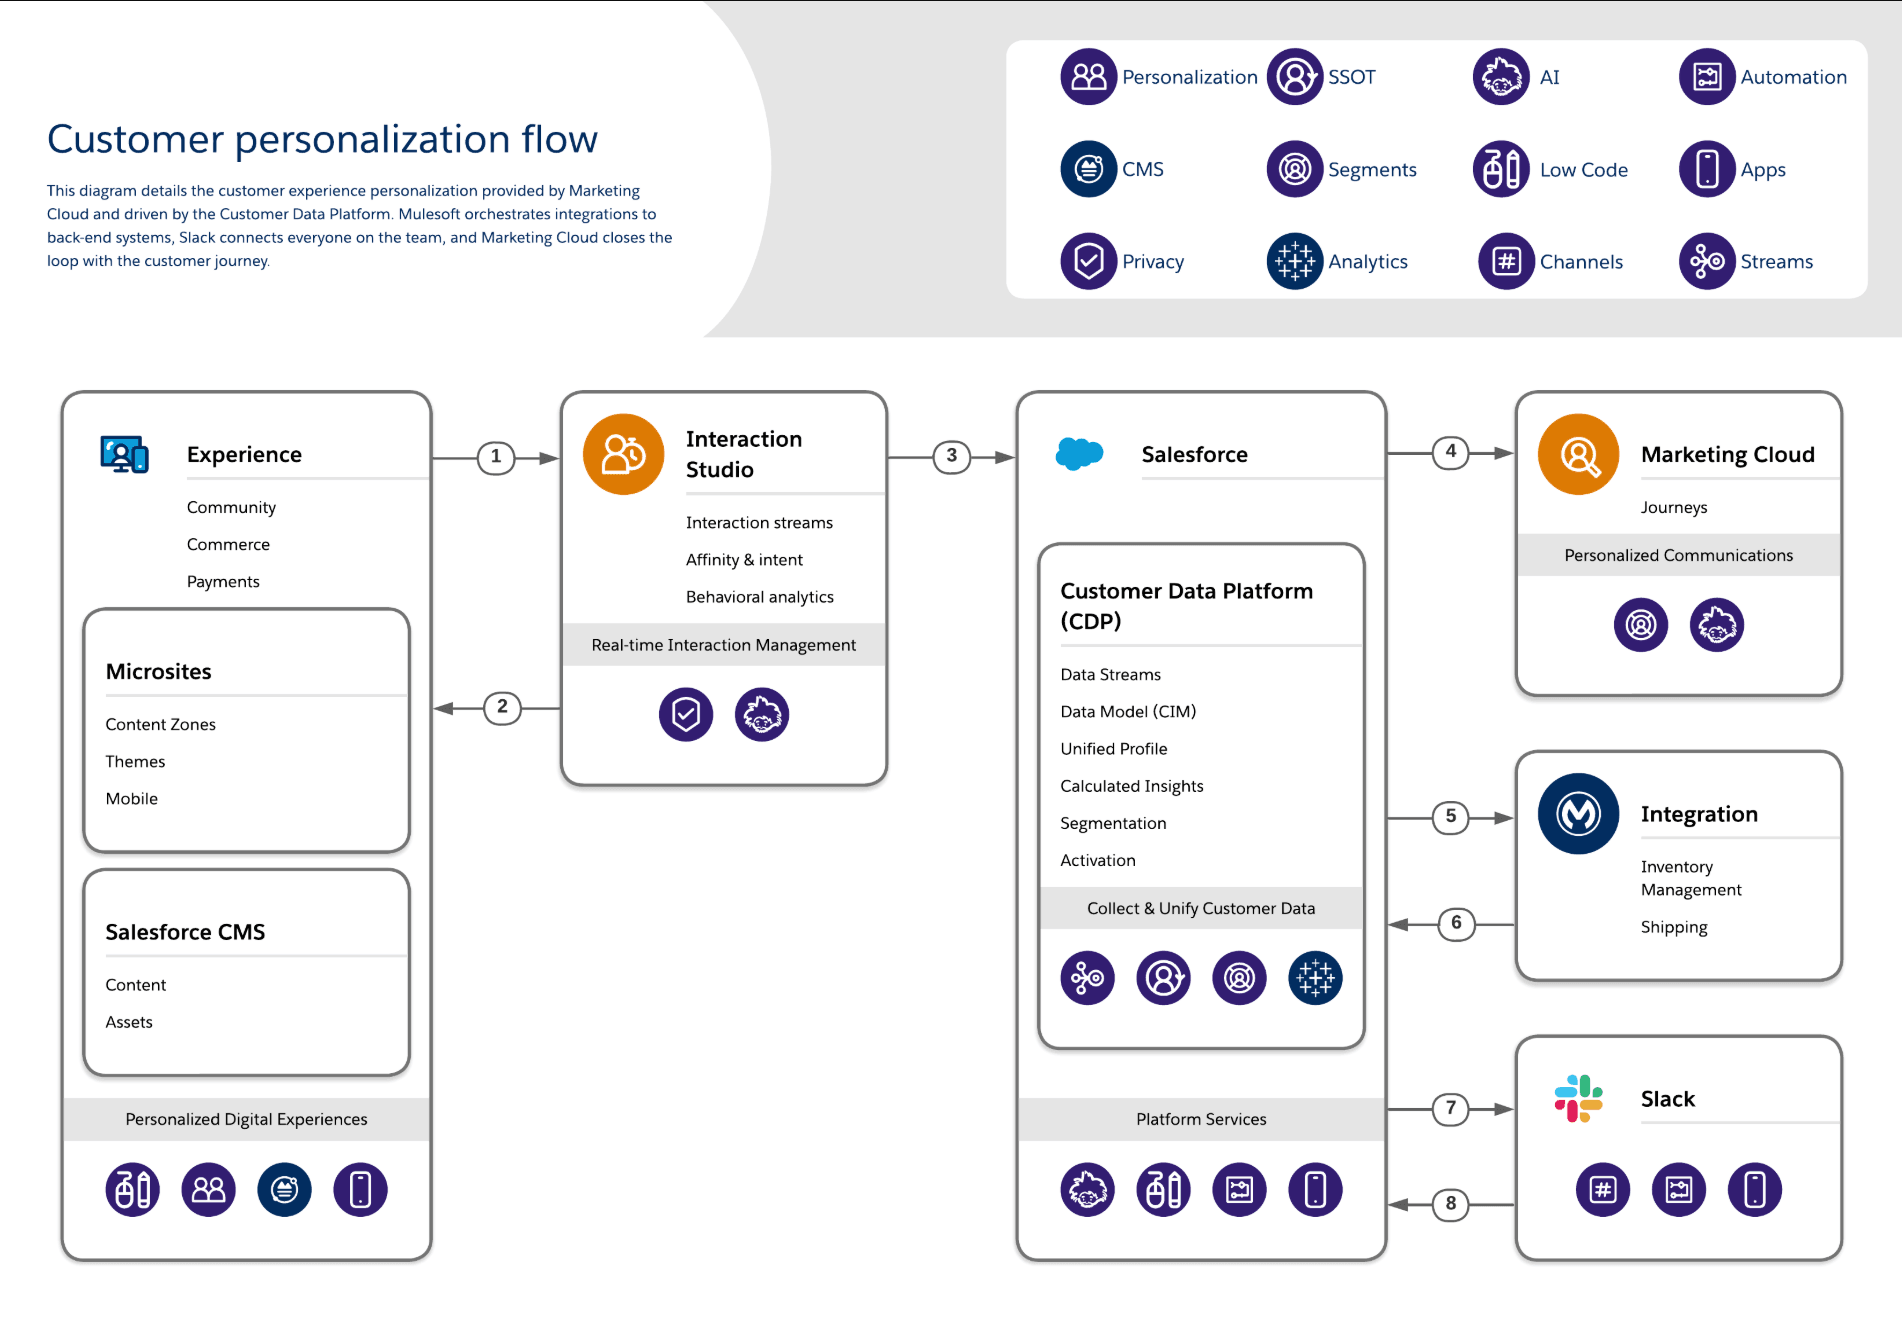 Customer personalization flow
This diagram details the customer experience personalization provided by Marketing
Cloud and driven by the Customer Data Platform. Mulesoft orchestrates integrations to
back-end systems, Slack connects everyone on the team, and Marketing Cloud closes the
loop with the customer journey.
Personalization
SSOT
AI
Automation
CMS
Segments
Low Code
Apps
Privacy
Analytics
#
Channels
Streams
Experience
Community
Commerce
Payments
Microsites
Content Zones
Themes
Mobile
Salesforce CMS
Content
Assets
Personalized Digital Experiences
1
2
Interaction
Studio
Interaction streams
Affinity & intent
Behavioral analytics
Real-time Interaction Management
3
Salesforce
Customer Data Platform
(CDP)
Data Streams
Data Model (CIM)
Unified Profile
Calculated Insights
Segmentation
Activation
Collect & Unify Customer Data
Platform Services
4
Marketing Cloud
Journeys
Personalized Communications
5
6
Integration
Inventory
Management
Shipping
7
8
Slack
#